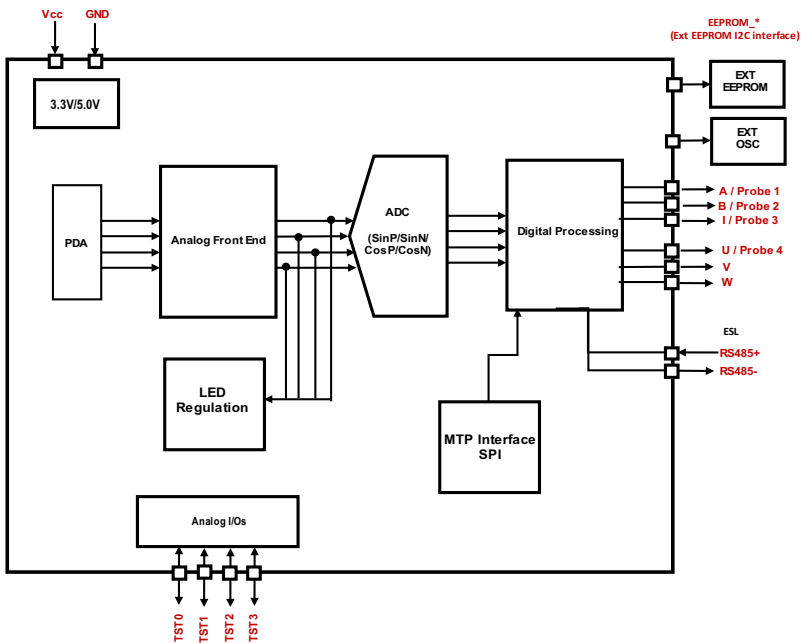 Vcc
GND
EEPROM_*
(Ext EEPROM I2C interface)
3.3V/5.0V
EXT
EEPROM
EXT
OSC
PDA
Analog Front End
ADC
(SinP/SinN/
CosP/CosN)
Digital Processing
A / Probe 1
B / Probe 2
I / Probe 3
U / Probe 4
V
W
ESL
RS485+
RS485-
LED
Regulation
MTP Interface
SPI
Analog I/Os
TST0
TST1
TST2
TST3